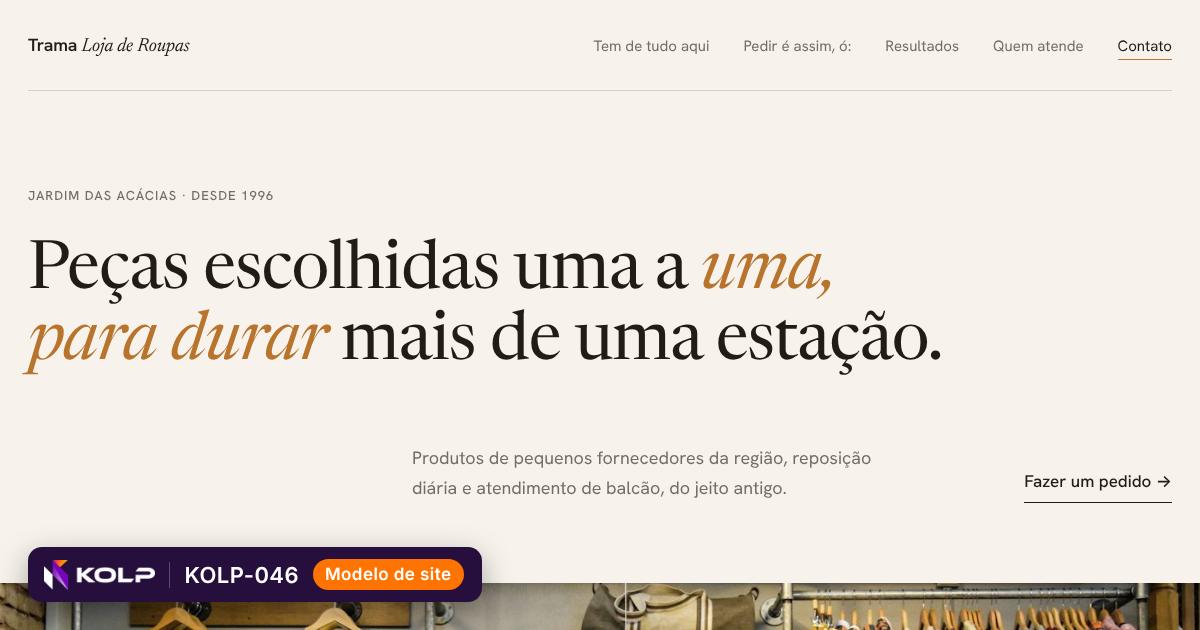 Trama Loja de Roupas
Tem de tudo aqui
Pedir é assim, ó:
Resultados
Quem atende
Contato
JARDIM DAS ACÁCIAS · DESDE 1996
Peças escolhidas uma a uma,
para durar mais de uma estação.
Produtos de pequenos fornecedores da região, reposição
diária e atendimento de balcão, do jeito antigo.
Fazer um pedido →
KOLP
KOLP-046
Modelo de site